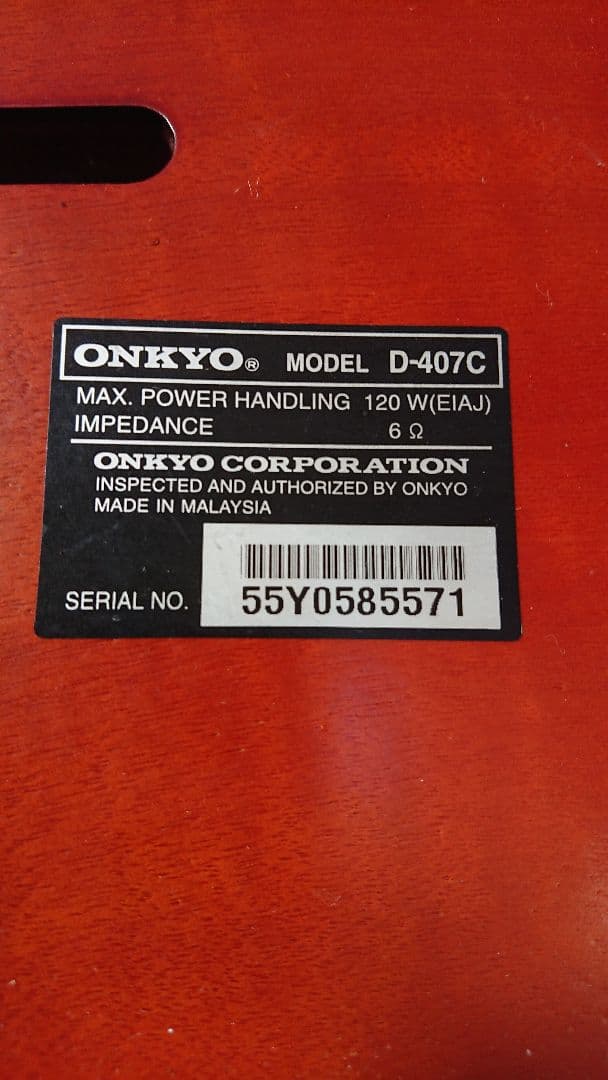 ONKYO® MODEL D-407C
MAX. POWER HANDLING 120 W(EIAJ)
IMPEDANCE 6 Ω
ONKYO CORPORATION
INSPECTED AND AUTHORIZED BY ONKYO
MADE IN MALAYSIA
SERIAL NO. 55Y0585571